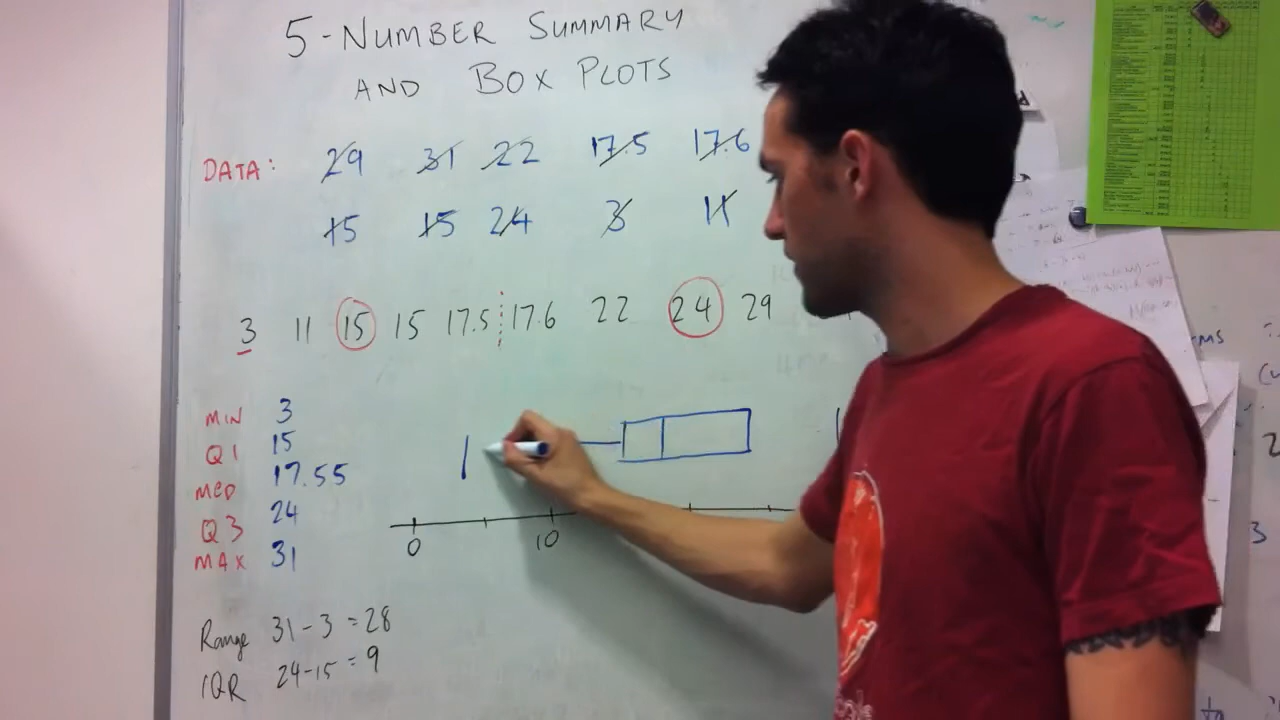 5-NUMBER SUMMARY
AND BOX PLOTS
DATA: 29 31 22 17.5 17.6
15 15 24 3 11
3 11 15 15 17.5 17.6 22 24 29
MIN 3
Q1 15
MED 17.55
Q3 24
MAX 31
0 10
Range 31-3=28
IQR 24-15=9